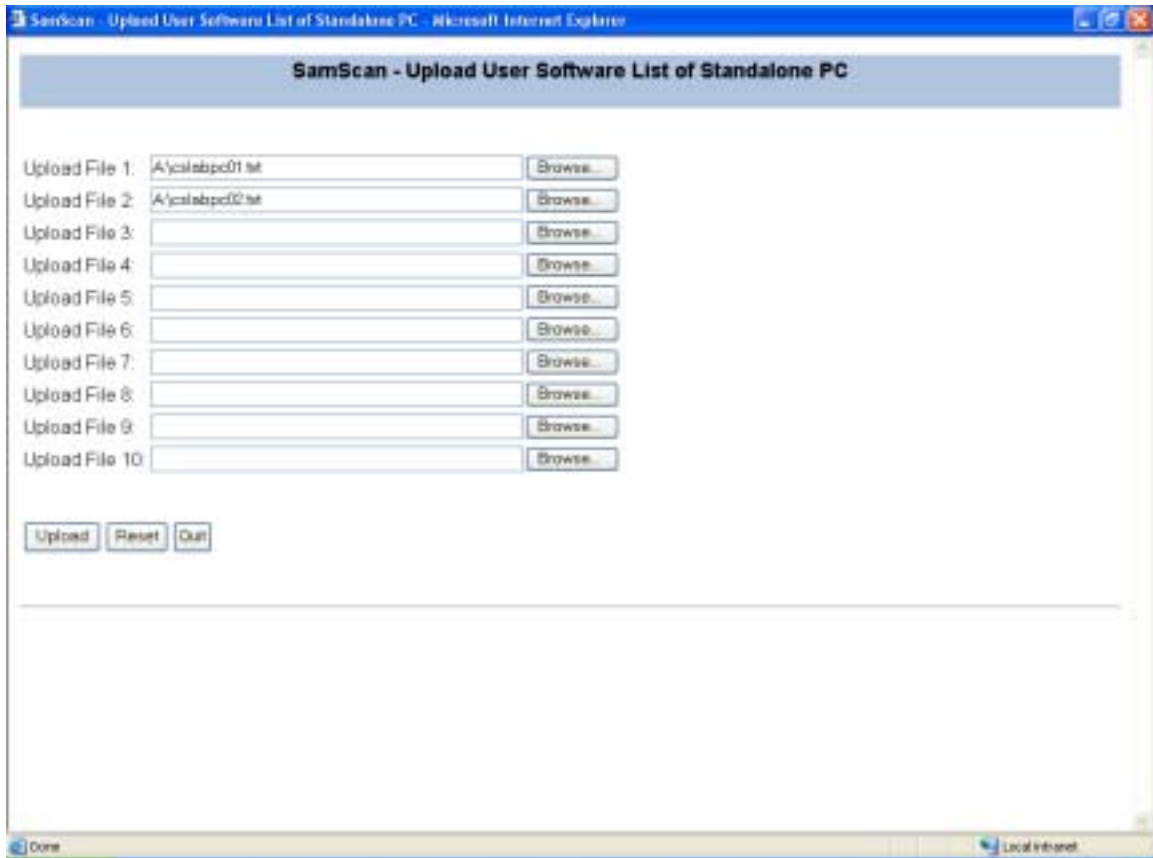 SamScan - Upload User Software List of Standalone PC - Microsoft Internet Explorer
SamScan - Upload User Software List of Standalone PC
Upload File 1: A:\cslabpc01.txt Browse...
Upload File 2: A:\cslabpc02.txt Browse...
Upload File 3: Browse...
Upload File 4: Browse...
Upload File 5: Browse...
Upload File 6: Browse...
Upload File 7: Browse...
Upload File 8: Browse...
Upload File 9: Browse...
Upload File 10: Browse...
Upload Reset Quit
Done Local intranet